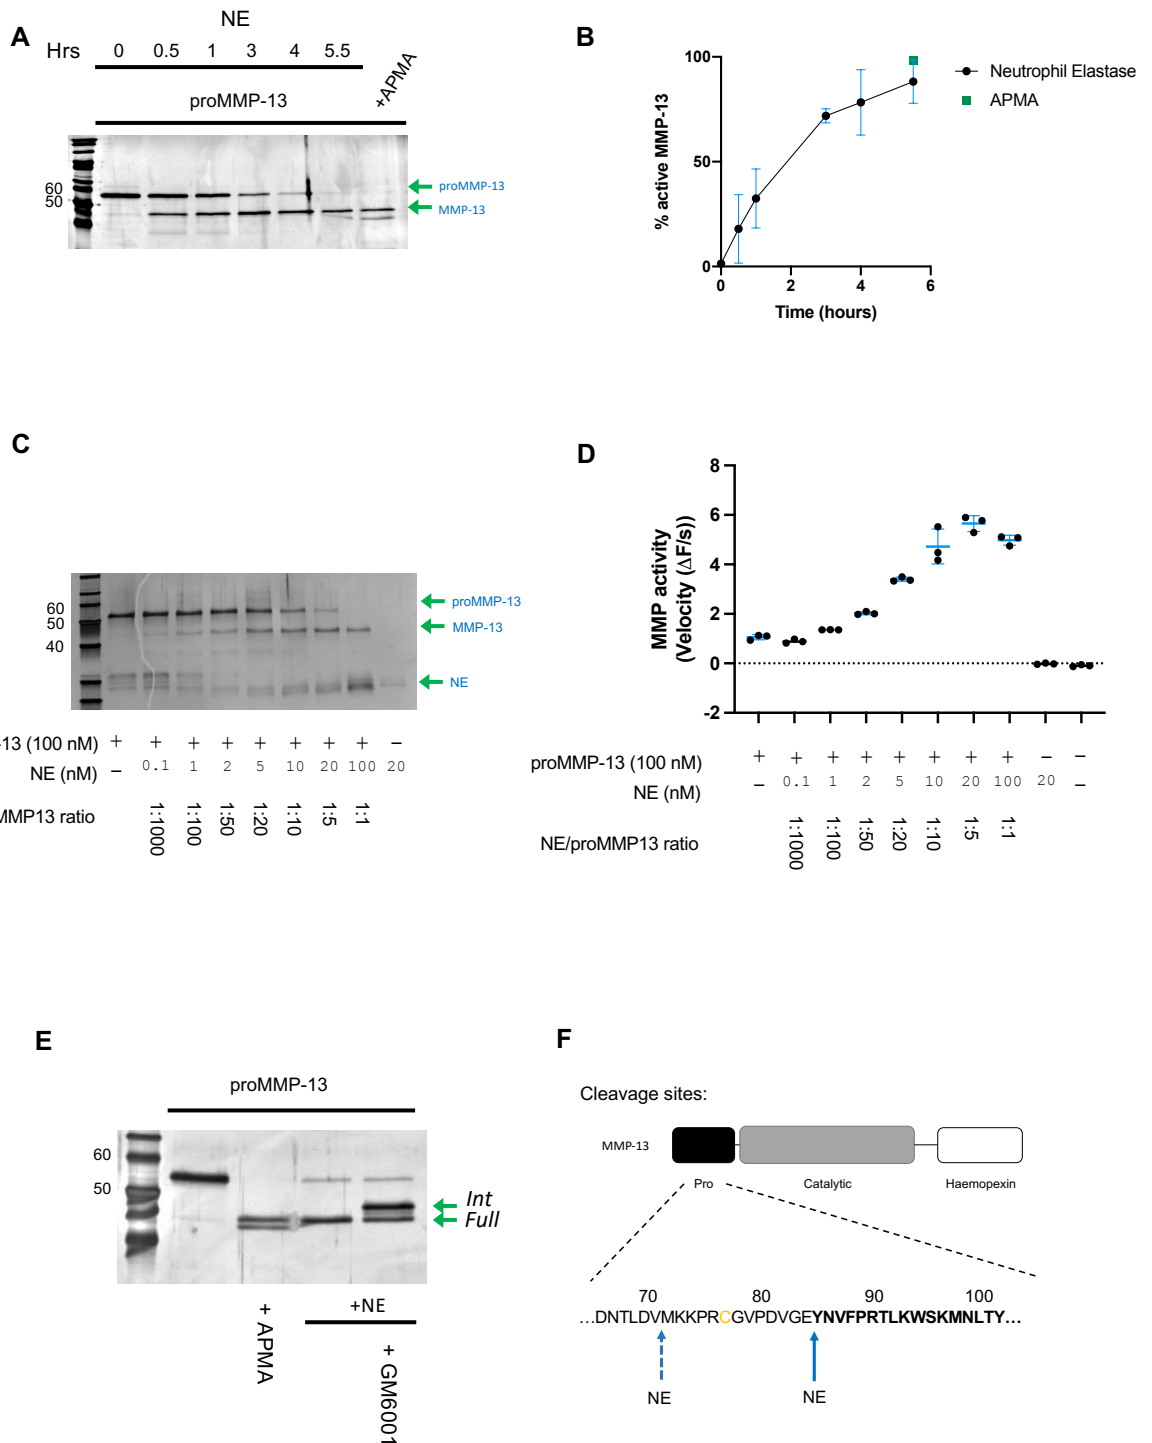 A
NE
Hrs 0 0.5 1 3 4 5.5
+APMA
proMMP-13
60
50
proMMP-13
MMP-13
B
100
50
0
0 2 4 6
% active MMP-13
Time (hours)
Neutrophil Elastase
APMA
C
60
50
40
proMMP-13
MMP-13
NE
-13 (100 nM) + + + + + + + + −
NE (nM) − 0.1 1 2 5 10 20 100 20
MMP13 ratio 1:1000 1:100 1:50 1:20 1:10 1:5 1:1
D
8
6
4
2
0
-2
MMP activity
(Velocity (ΔF/s))
proMMP-13 (100 nM) + + + + + + + + − −
NE (nM) − 0.1 1 2 5 10 20 100 20 −
NE/proMMP13 ratio 1:1000 1:100 1:50 1:20 1:10 1:5 1:1
E
proMMP-13
60
50
Int
Full
+ APMA
+NE
+ GM6001
F
Cleavage sites:
MMP-13
Pro Catalytic Haemopexin
70 80 90 100
...DNTLDVMKKPRCGVPDVGEYNVFPRTLKWSKMNLTY...
NE NE